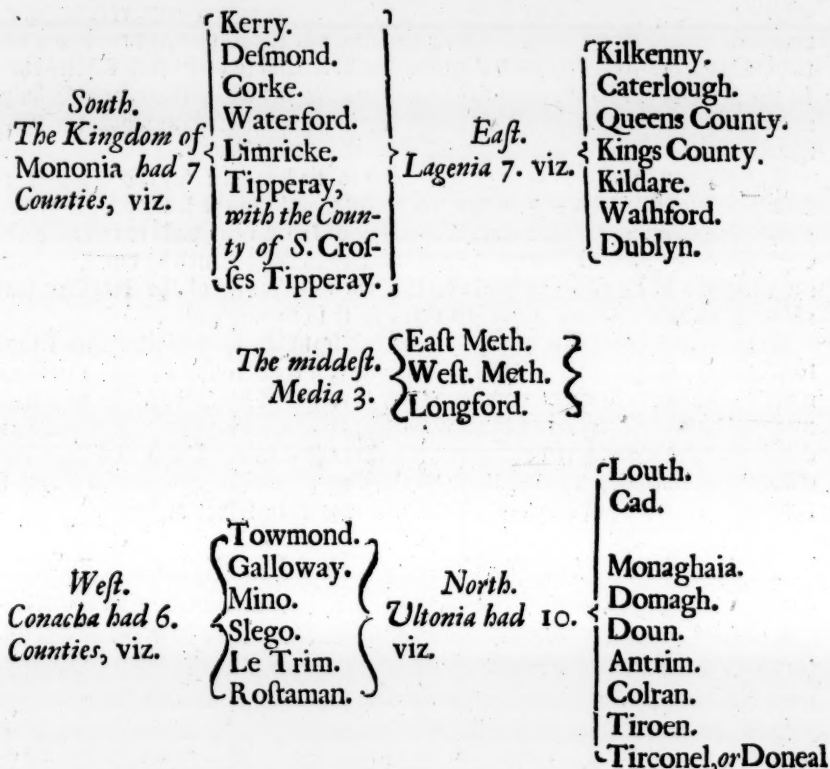 South.
The Kingdom of
Mononia had 7
Counties, viz.
Kerry.
Deſmond.
Corke.
Waterford.
Limricke.
Tipperay,
with the Coun-
ty of S. Croſ-
ſes Tipperay.
Eaſt.
Lagenia 7. viz.
Kilkenny.
Caterlough.
Queens County.
Kings County.
Kildare.
Waſhford.
Dublyn.
The middeſt.
Media 3.
Eaſt Meth.
Weſt. Meth.
Longford.
Weſt.
Conacha had 6.
Counties, viz.
Towmond.
Galloway.
Mino.
Slego.
Le Trim.
Roſtaman.
North.
Ultonia had 10.
viz.
Louth.
Cad.
Monaghaia.
Domagh.
Doun.
Antrim.
Colran.
Tiroen.
Tirconel, or Doneal